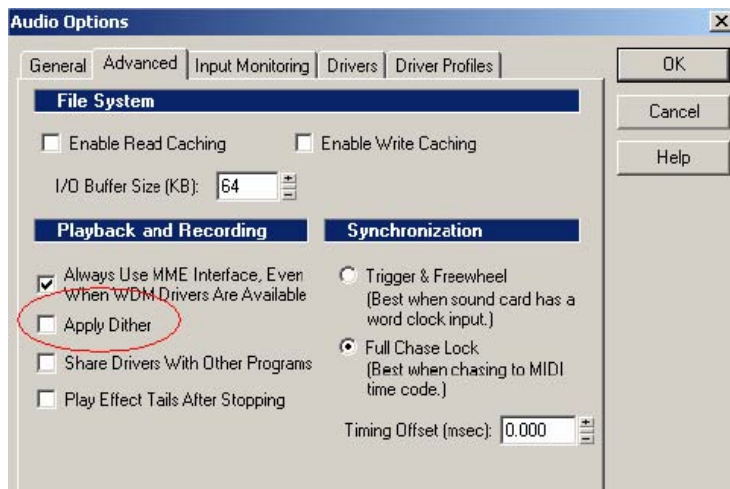 Audio Options
General Advanced Input Monitoring Drivers Driver Profiles
OK
Cancel
Help
File System
Enable Read Caching Enable Write Caching
I/O Buffer Size (KB): 64
Playback and Recording
Always Use MME Interface, Even
When WDM Drivers Are Available
Apply Dither
Share Drivers With Other Programs
Play Effect Tails After Stopping
Synchronization
Trigger & Freewheel
(Best when sound card has a
word clock input.)
Full Chase Lock
(Best when chasing to MIDI
time code.)
Timing Offset (msec): 0.000